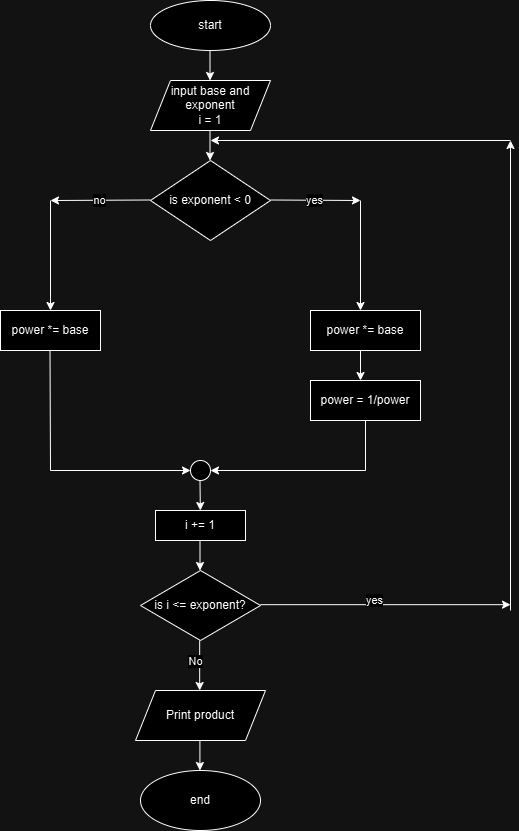 start
input base and
exponent
i = 1
is exponent < 0
no
yes
power *= base
power *= base
power = 1/power
i += 1
is i <= exponent?
yes
No
Print product
end